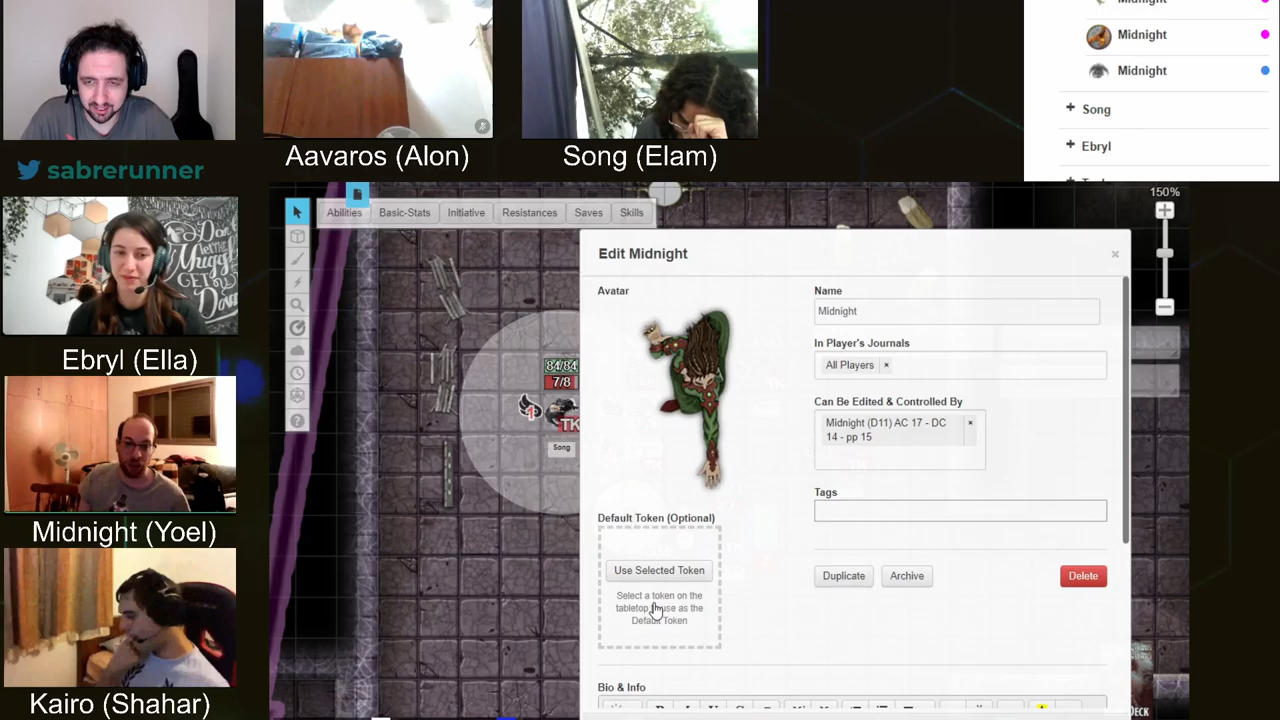 Midnight
Midnight
Midnight
Song
Ebryl
Aavaros (Alon)
Song (Elam)
sabrerunner
Ebryl (Ella)
Midnight (Yoel)
Kairo (Shahar)
150%
Abilities
Basic-Stats
Initiative
Resistances
Saves
Skills
84/84
7/8
1
TK
Song
Edit Midnight
×
Avatar
Name
Midnight
In Player's Journals
All Players ×
Can Be Edited & Controlled By
Midnight (D11) AC 17 - DC ×
14 - pp 15
Tags
Default Token (Optional)
Use Selected Token
Select a token on the
tabletop use as the
Default Token
Duplicate
Archive
Delete
Bio & Info